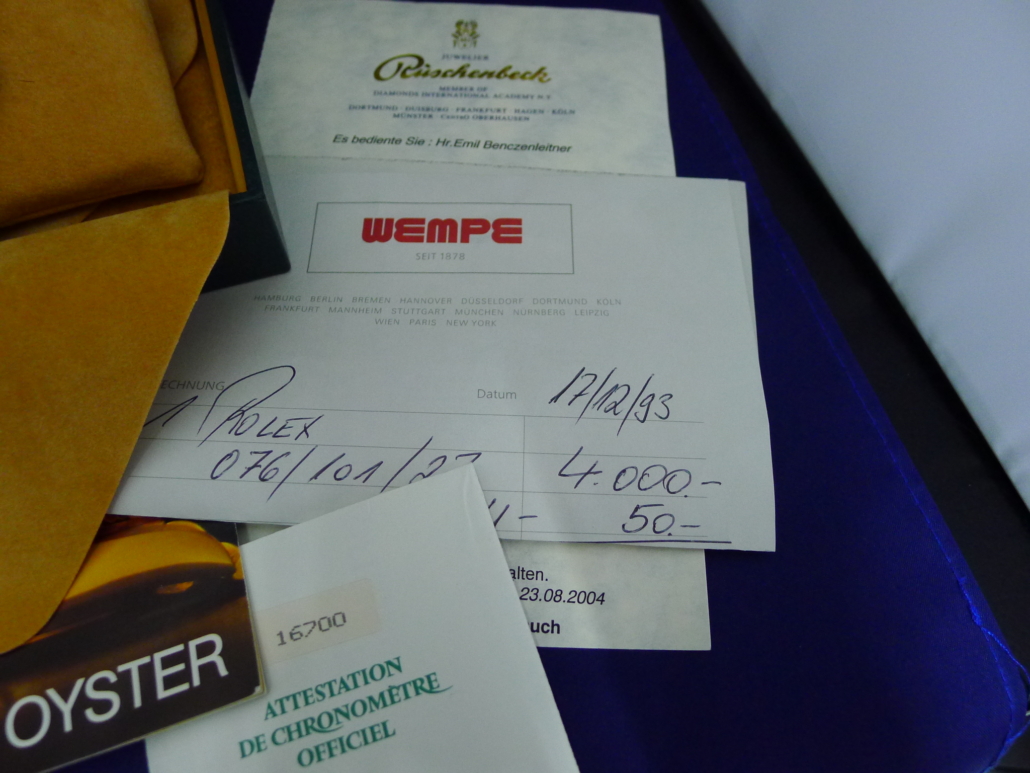 JUWELIER
Rüschenbeck
MEMBER OF
DIAMONDS INTERNATIONAL ACADEMY N.Y.
DORTMUND · DUISBURG · FRANKFURT · HAGEN · KÖLN
MÜNSTER · CentrO OBERHAUSEN
Es bediente Sie : Hr.Emil Benczenleitner
WEMPE
SEIT 1878
HAMBURG BERLIN BREMEN HANNOVER DÜSSELDORF DORTMUND KÖLN
FRANKFURT MANNHEIM STUTTGART MÜNCHEN NÜRNBERG LEIPZIG
WIEN PARIS NEW YORK
ECHNUNG Datum 17/12/93
1 ROLEX
076/101/27 4.000.-
50.-
alten.
23.08.2004
uch
OYSTER
16700
ATTESTATION
DE CHRONOMÈTRE
OFFICIEL